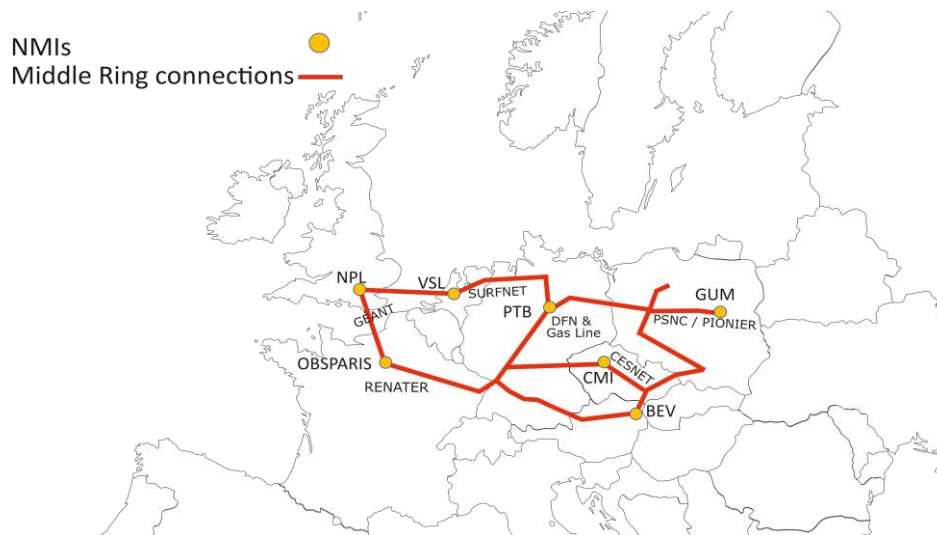 NMIs
Middle Ring connections
NPL
VSL
SURFNET
GEANT
PTB
DFN &
Gas Line
GUM
PSNC / PIONIER
OBSPARIS
RENATER
CESNET
CMI
BEV